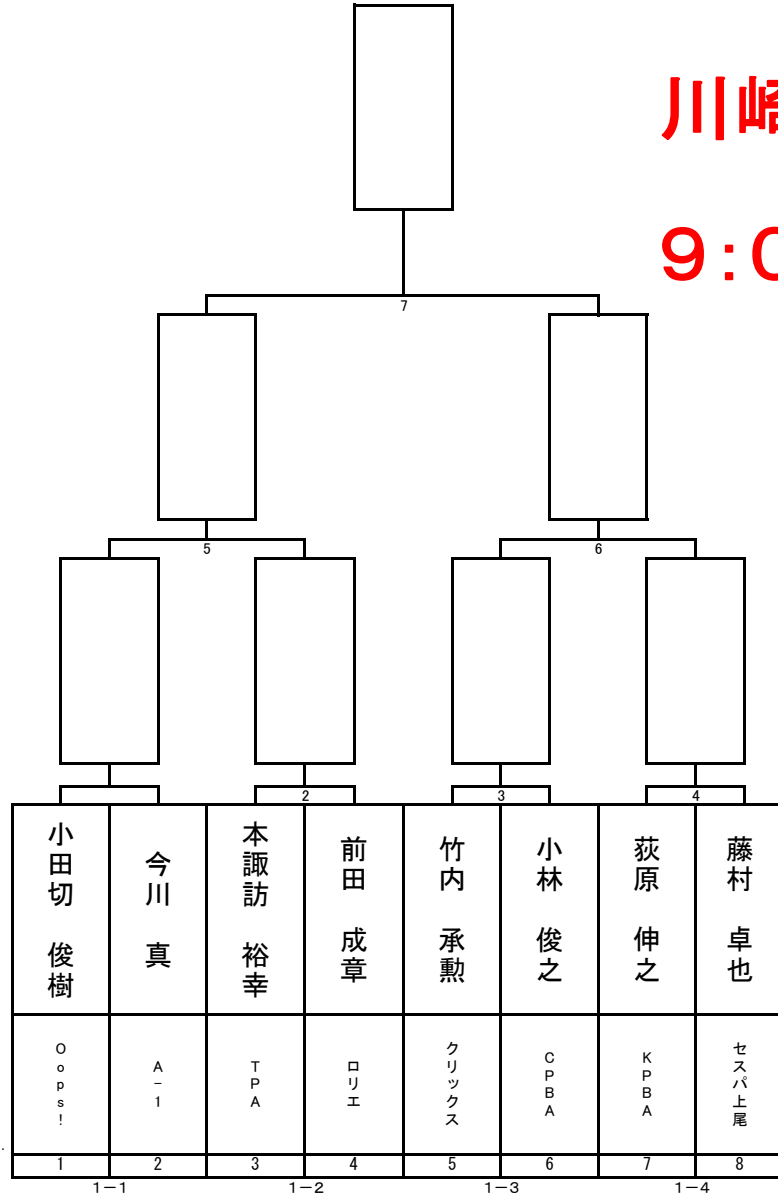 川崎
9:0
7
5
6
2
3
4
小田切 俊樹
今川 真
本諏訪 裕幸
前田 成章
竹内 承勲
小林 俊之
荻原 伸之
藤村 卓也
Oops!
A-1
TPA
ロリエ
クリックス
CPBA
KPBA
セスパ上尾
1
2
3
4
5
6
7
8
1-1
1-2
1-3
1-4